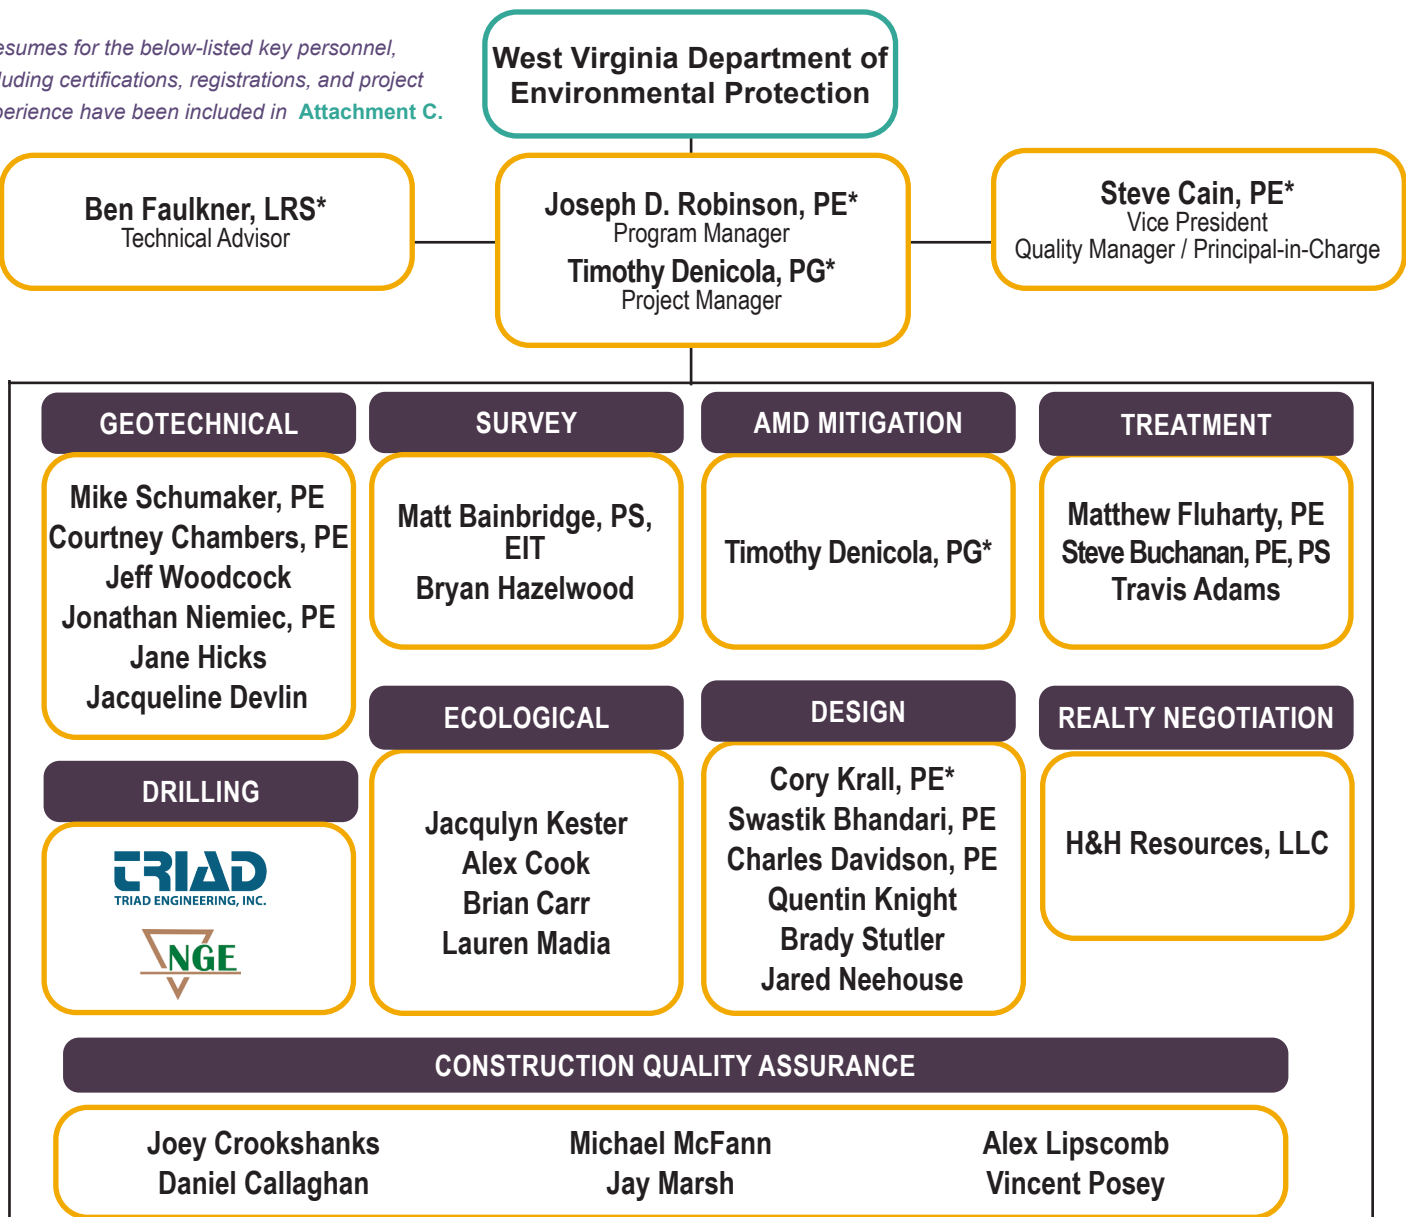 esumes for the below-listed key personnel,
luding certifications, registrations, and project
perience have been included in Attachment C.
West Virginia Department of
Environmental Protection
Ben Faulkner, LRS*
Technical Advisor
Joseph D. Robinson, PE*
Program Manager
Timothy Denicola, PG*
Project Manager
Steve Cain, PE*
Vice President
Quality Manager / Principal-in-Charge
GEOTECHNICAL
Mike Schumaker, PE
Courtney Chambers, PE
Jeff Woodcock
Jonathan Niemiec, PE
Jane Hicks
Jacqueline Devlin
SURVEY
Matt Bainbridge, PS,
EIT
Bryan Hazelwood
AMD MITIGATION
Timothy Denicola, PG*
TREATMENT
Matthew Fluharty, PE
Steve Buchanan, PE, PS
Travis Adams
DRILLING
TRIAD
TRIAD ENGINEERING, INC.
NGE
ECOLOGICAL
Jacqulyn Kester
Alex Cook
Brian Carr
Lauren Madia
DESIGN
Cory Krall, PE*
Swastik Bhandari, PE
Charles Davidson, PE
Quentin Knight
Brady Stutler
Jared Neehouse
REALTY NEGOTIATION
H&H Resources, LLC
CONSTRUCTION QUALITY ASSURANCE
Joey Crookshanks
Daniel Callaghan
Michael McFann
Jay Marsh
Alex Lipscomb
Vincent Posey